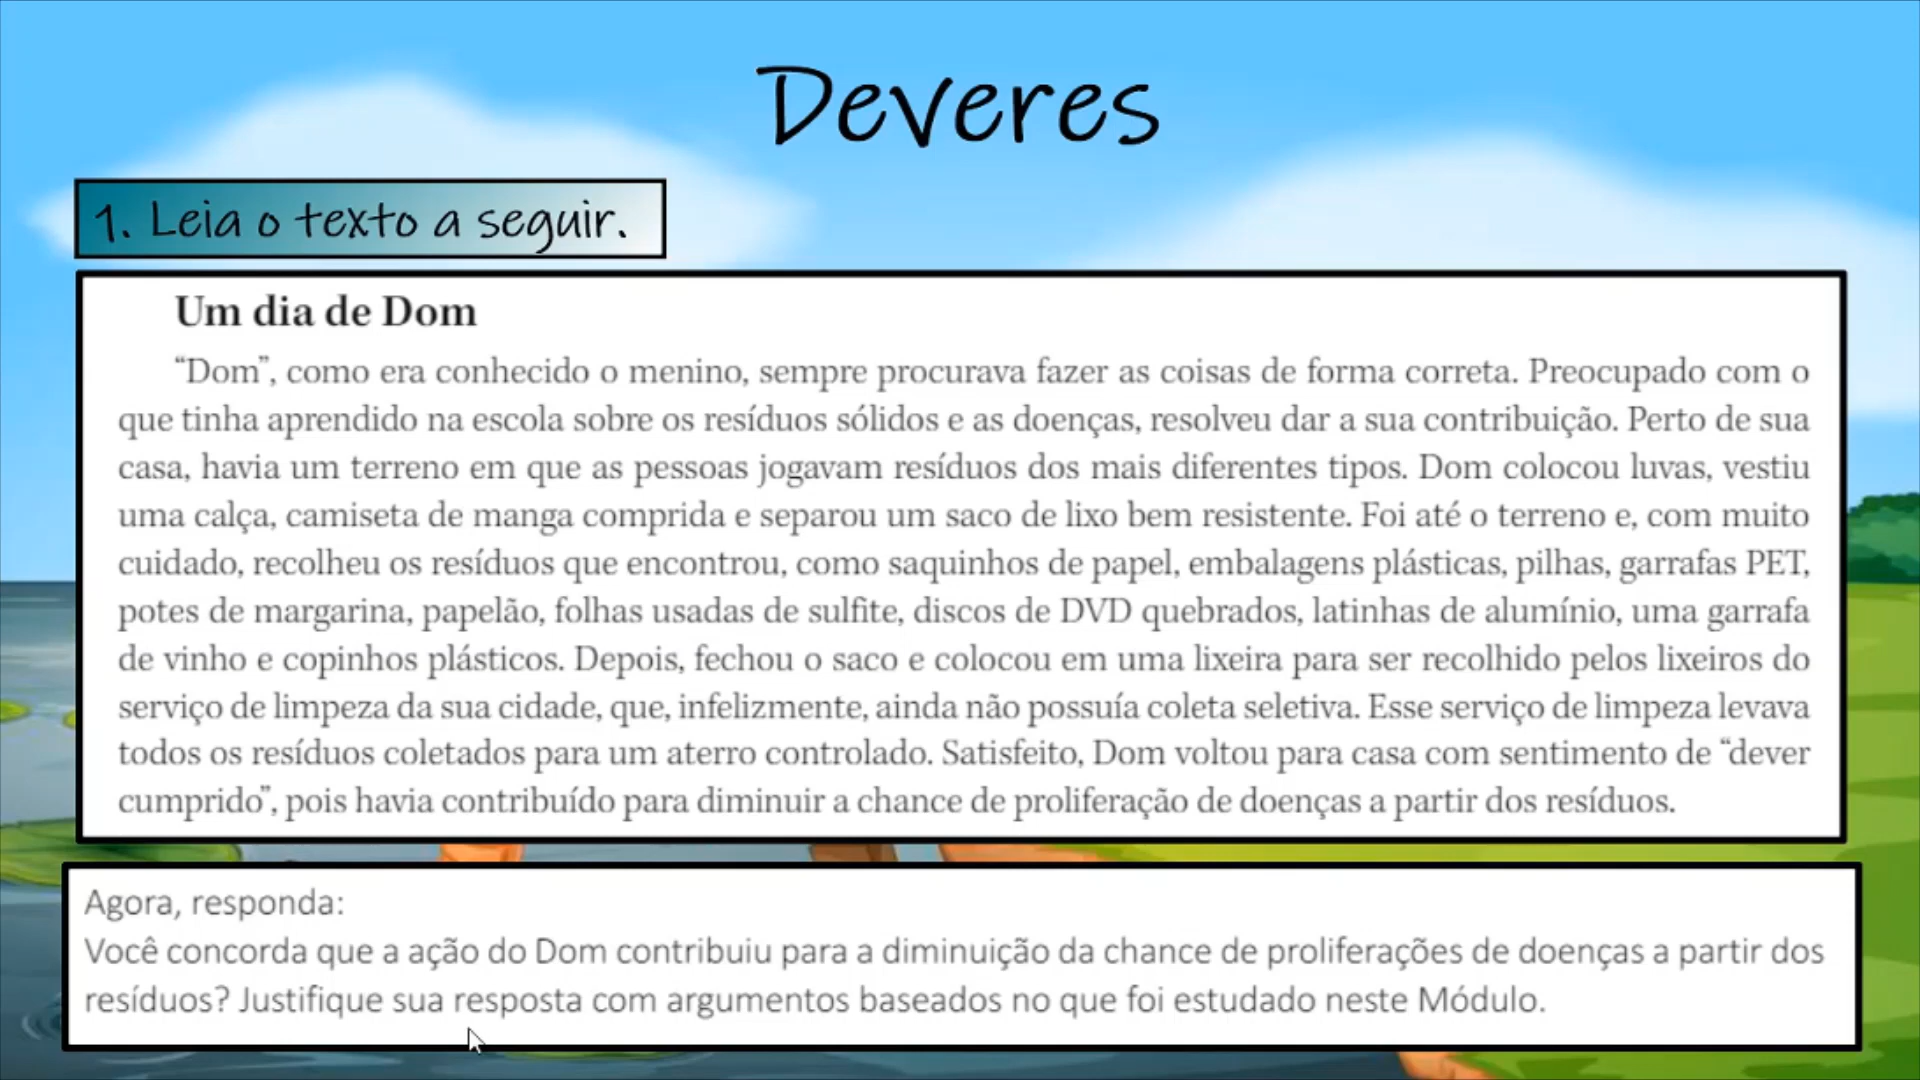 Deveres
1. Leia o texto a seguir.
Um dia de Dom
“Dom”, como era conhecido o menino, sempre procurava fazer as coisas de forma correta. Preocupado com o
que tinha aprendido na escola sobre os resíduos sólidos e as doenças, resolveu dar a sua contribuição. Perto de sua
casa, havia um terreno em que as pessoas jogavam resíduos dos mais diferentes tipos. Dom colocou luvas, vestiu
uma calça, camiseta de manga comprida e separou um saco de lixo bem resistente. Foi até o terreno e, com muito
cuidado, recolheu os resíduos que encontrou, como saquinhos de papel, embalagens plásticas, pilhas, garrafas PET,
potes de margarina, papelão, folhas usadas de sulfite, discos de DVD quebrados, latinhas de alumínio, uma garrafa
de vinho e copinhos plásticos. Depois, fechou o saco e colocou em uma lixeira para ser recolhido pelos lixeiros do
serviço de limpeza da sua cidade, que, infelizmente, ainda não possuía coleta seletiva. Esse serviço de limpeza levava
todos os resíduos coletados para um aterro controlado. Satisfeito, Dom voltou para casa com sentimento de “dever
cumprido”, pois havia contribuído para diminuir a chance de proliferação de doenças a partir dos resíduos.
Agora, responda:
Você concorda que a ação do Dom contribuiu para a diminuição da chance de proliferações de doenças a partir dos
resíduos? Justifique sua resposta com argumentos baseados no que foi estudado neste Módulo.